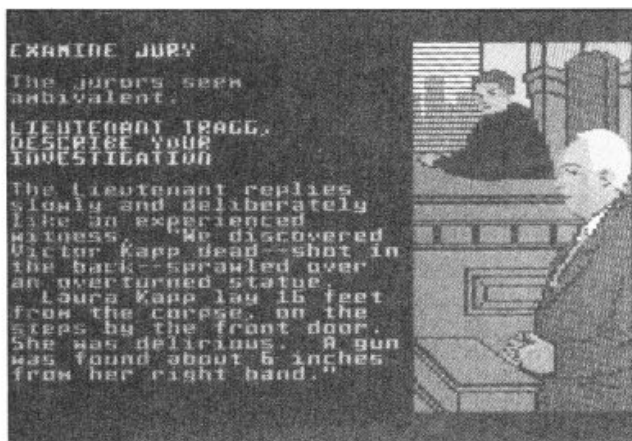 EXAMINE JURY
The jurors seem
ambivalent.
LIEUTENANT TRAGG,
DESCRIBE YOUR
INVESTIGATION
The Lieutenant replies
slowly and deliberately
like an experienced
witness. "We discovered
Victor Kapp dead--shot in
the back--sprawled over
an overturned statue.
Laura Kapp lay 16 feet
from the corpse, on the
steps by the front door.
She was delirious. A gun
was found about 6 inches
from her right hand."